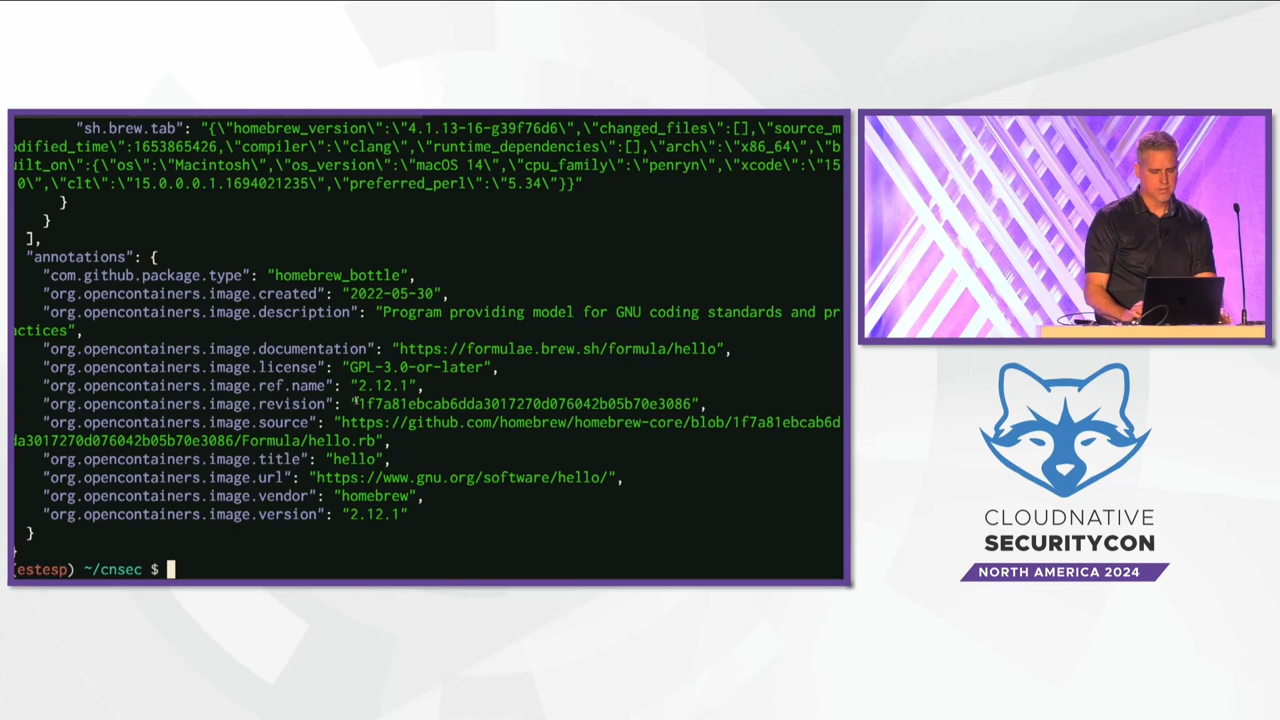 "sh.brew.tab": "{\"homebrew_version\":\"4.1.13-16-g39f76d6\",\"changed_files\":[],\"source_m
odified_time\":1653865426,\"compiler\":\"clang\",\"runtime_dependencies\":[],\"arch\":\"x86_64\",\"b
uilt_on\":{\"os\":\"Macintosh\",\"os_version\":\"macOS 14\",\"cpu_family\":\"penryn\",\"xcode\":\"15
0\",\"clt\":\"15.0.0.0.1.1694021235\",\"preferred_perl\":\"5.34\"}}"
}
}
],
"annotations": {
"com.github.package.type": "homebrew_bottle",
"org.opencontainers.image.created": "2022-05-30",
"org.opencontainers.image.description": "Program providing model for GNU coding standards and pr
actices",
"org.opencontainers.image.documentation": "https://formulae.brew.sh/formula/hello",
"org.opencontainers.image.license": "GPL-3.0-or-later",
"org.opencontainers.image.ref.name": "2.12.1",
"org.opencontainers.image.revision": "1f7a81ebcab6dda3017270d076042b05b70e3086",
"org.opencontainers.image.source": "https://github.com/homebrew/homebrew-core/blob/1f7a81ebcab6d
da3017270d076042b05b70e3086/Formula/hello.rb",
"org.opencontainers.image.title": "hello",
"org.opencontainers.image.url": "https://www.gnu.org/software/hello/",
"org.opencontainers.image.vendor": "homebrew",
"org.opencontainers.image.version": "2.12.1"
}
}
(estesp) ~/cnsec $
CLOUDNATIVE
SECURITYCON
NORTH AMERICA 2024